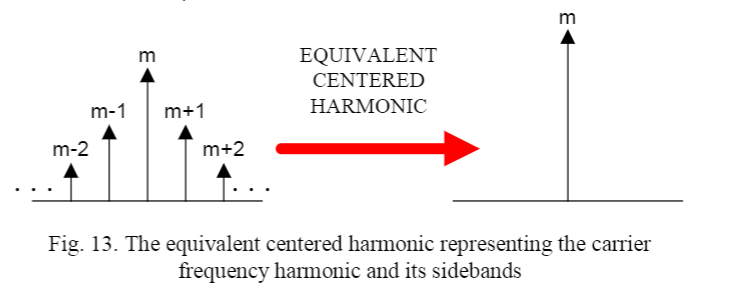 m
m
m-1
m+1
m-2
m+2
. . .
. . .
EQUIVALENT
CENTERED
HARMONIC
Fig. 13. The equivalent centered harmonic representing the carrier
frequency harmonic and its sidebands